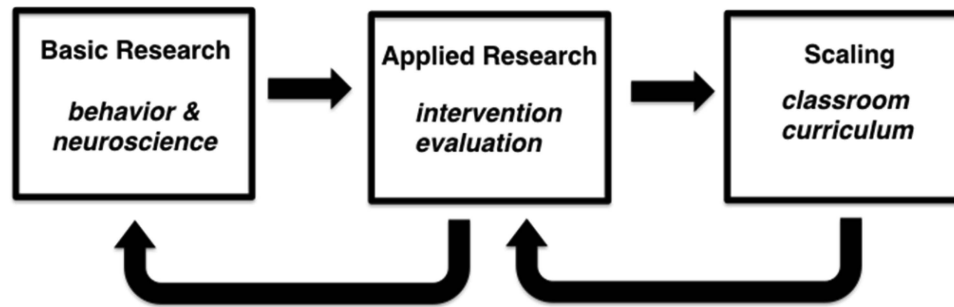 Basic Research
behavior &
neuroscience
Applied Research
intervention
evaluation
Scaling
classroom
curriculum